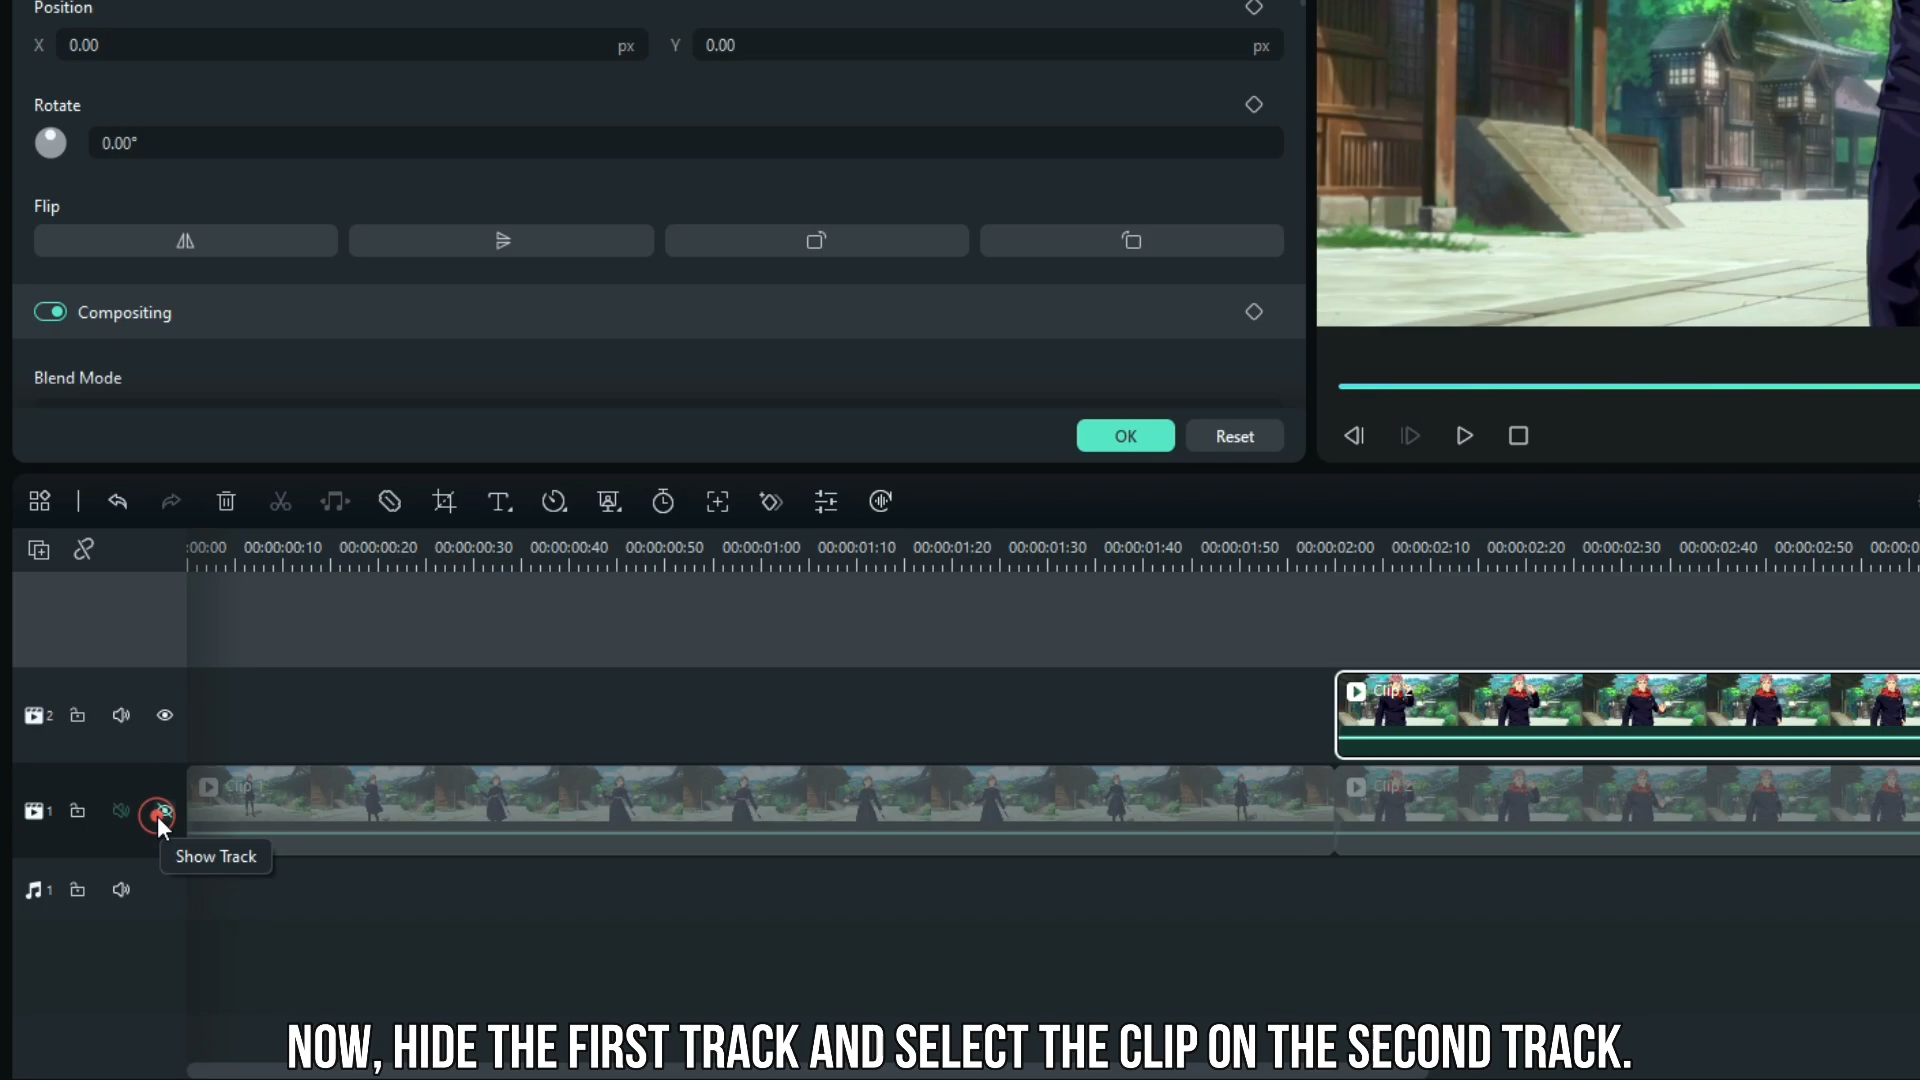 Position
X 0.00 px Y 0.00 px
Rotate
0.00°
Flip
Compositing
Blend Mode
OK Reset
:00:00 00:00:00:10 00:00:00:20 00:00:00:30 00:00:00:40 00:00:00:50 00:00:01:00 00:00:01:10 00:00:01:20 00:00:01:30 00:00:01:40 00:00:01:50 00:00:02:00 00:00:02:10 00:00:02:20 00:00:02:30 00:00:02:40 00:00:02:50 00:00:0
Clip 2
2
Clip 1 Clip 2
1
Show Track
1
NOW, HIDE THE FIRST TRACK AND SELECT THE CLIP ON THE SECOND TRACK.